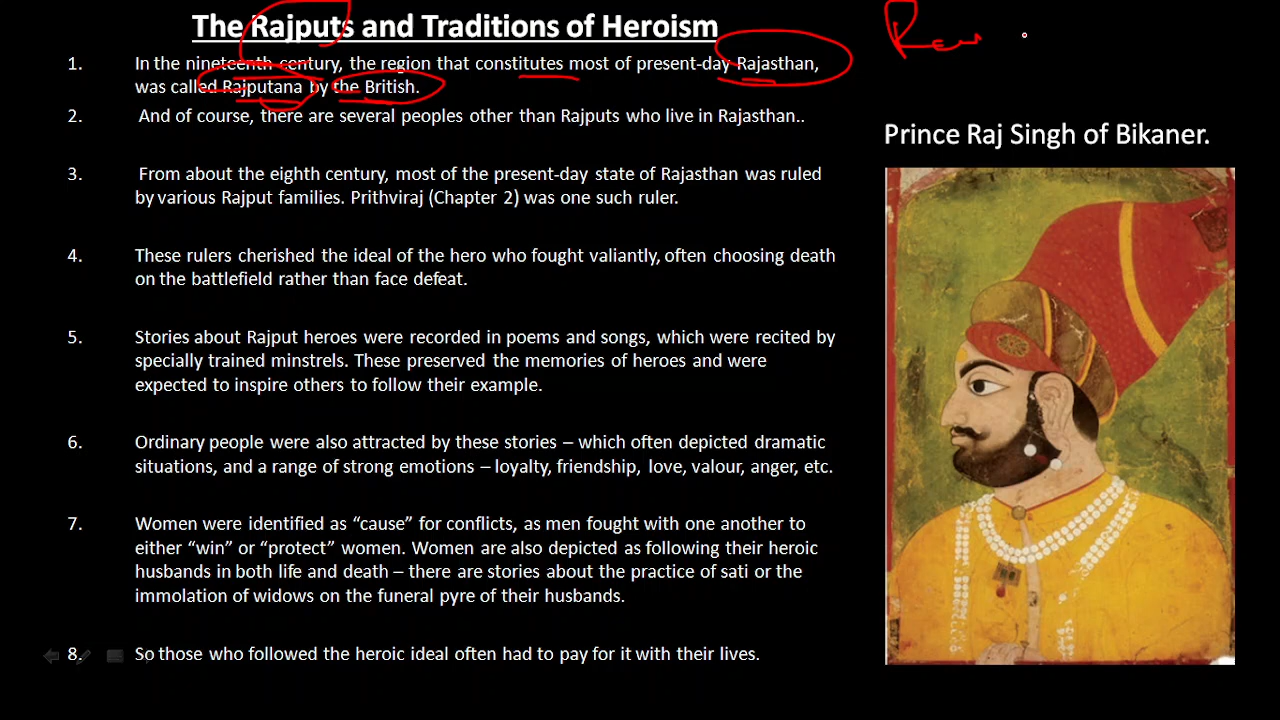 The Rajputs and Traditions of Heroism
1. In the nineteenth century, the region that constitutes most of present-day Rajasthan,
was called Rajputana by the British.
2. And of course, there are several peoples other than Rajputs who live in Rajasthan..
3. From about the eighth century, most of the present-day state of Rajasthan was ruled
by various Rajput families. Prithviraj (Chapter 2) was one such ruler.
4. These rulers cherished the ideal of the hero who fought valiantly, often choosing death
on the battlefield rather than face defeat.
5. Stories about Rajput heroes were recorded in poems and songs, which were recited by
specially trained minstrels. These preserved the memories of heroes and were
expected to inspire others to follow their example.
6. Ordinary people were also attracted by these stories – which often depicted dramatic
situations, and a range of strong emotions – loyalty, friendship, love, valour, anger, etc.
7. Women were identified as “cause” for conflicts, as men fought with one another to
either “win” or “protect” women. Women are also depicted as following their heroic
husbands in both life and death – there are stories about the practice of sati or the
immolation of widows on the funeral pyre of their husbands.
8. So those who followed the heroic ideal often had to pay for it with their lives.
Prince Raj Singh of Bikaner.